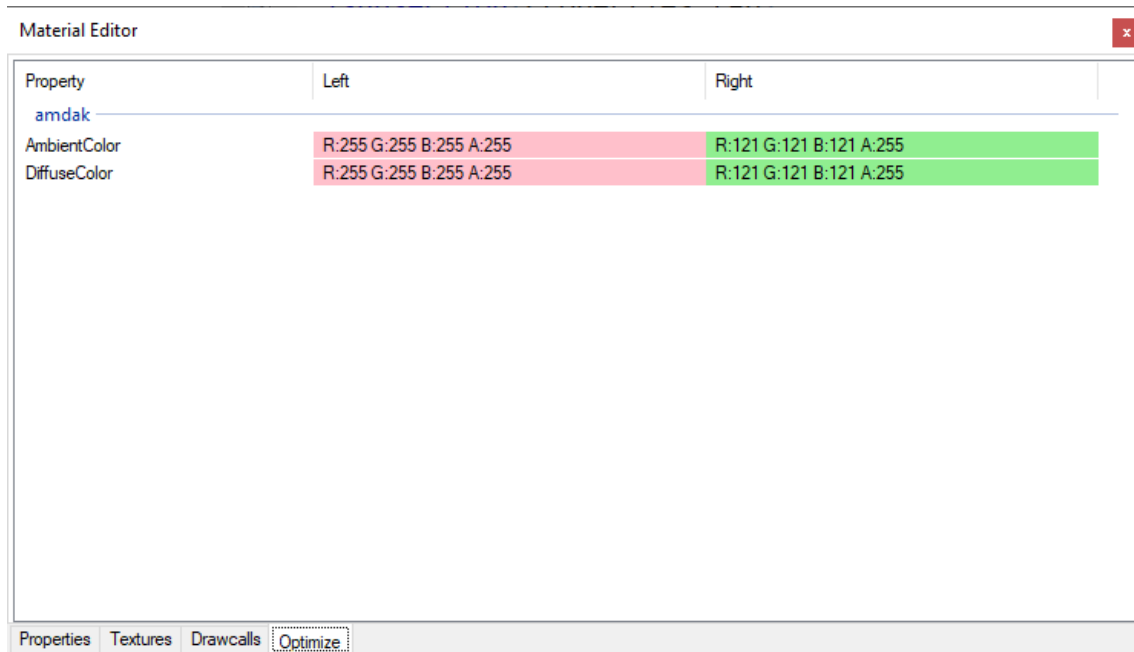 Material Editor
x
Property Left Right
amdak
AmbientColor R:255 G:255 B:255 A:255 R:121 G:121 B:121 A:255
DiffuseColor R:255 G:255 B:255 A:255 R:121 G:121 B:121 A:255
Properties Textures Drawcalls Optimize